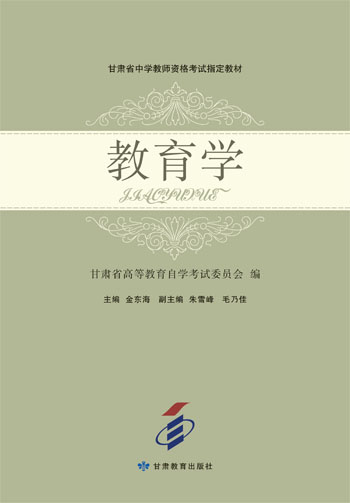 甘肃省中学教师资格考试指定教材
教育学
JIAOYUXUE
甘肃省高等教育自学考试委员会 编
主编 金东海 副主编 朱雪峰 毛乃佳
甘肃教育出版社